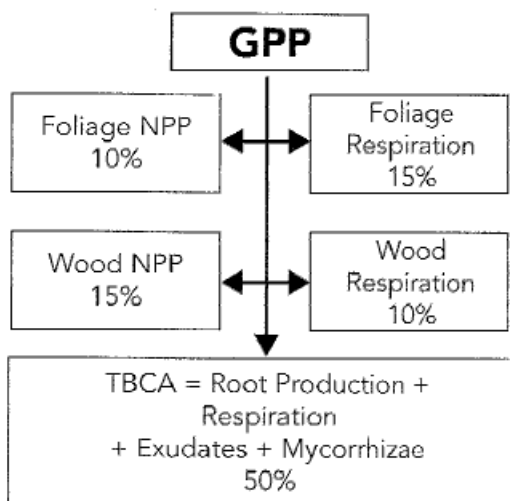 GPP
Foliage NPP
10%
Foliage
Respiration
15%
Wood NPP
15%
Wood
Respiration
10%
TBCA = Root Production +
Respiration
+ Exudates + Mycorrhizae
50%